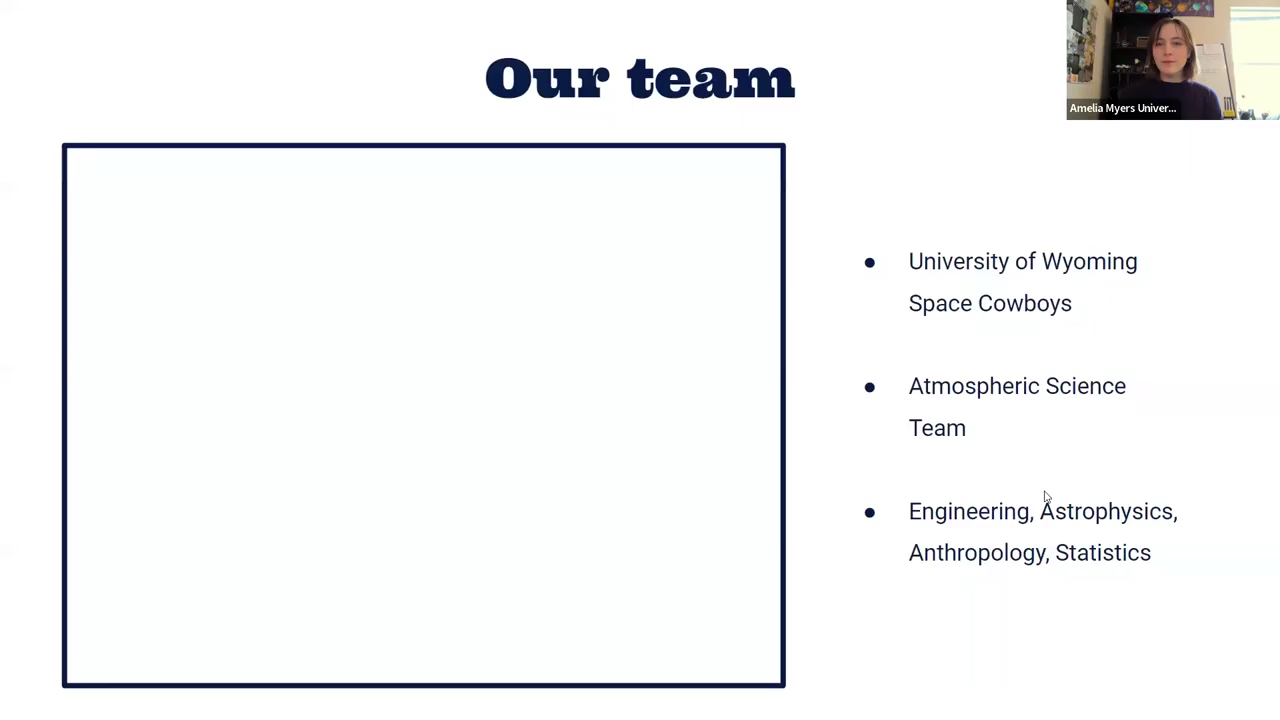 Our team
Amelia Myers Univer...
● University of Wyoming
Space Cowboys
● Atmospheric Science
Team
● Engineering, Astrophysics,
Anthropology, Statistics